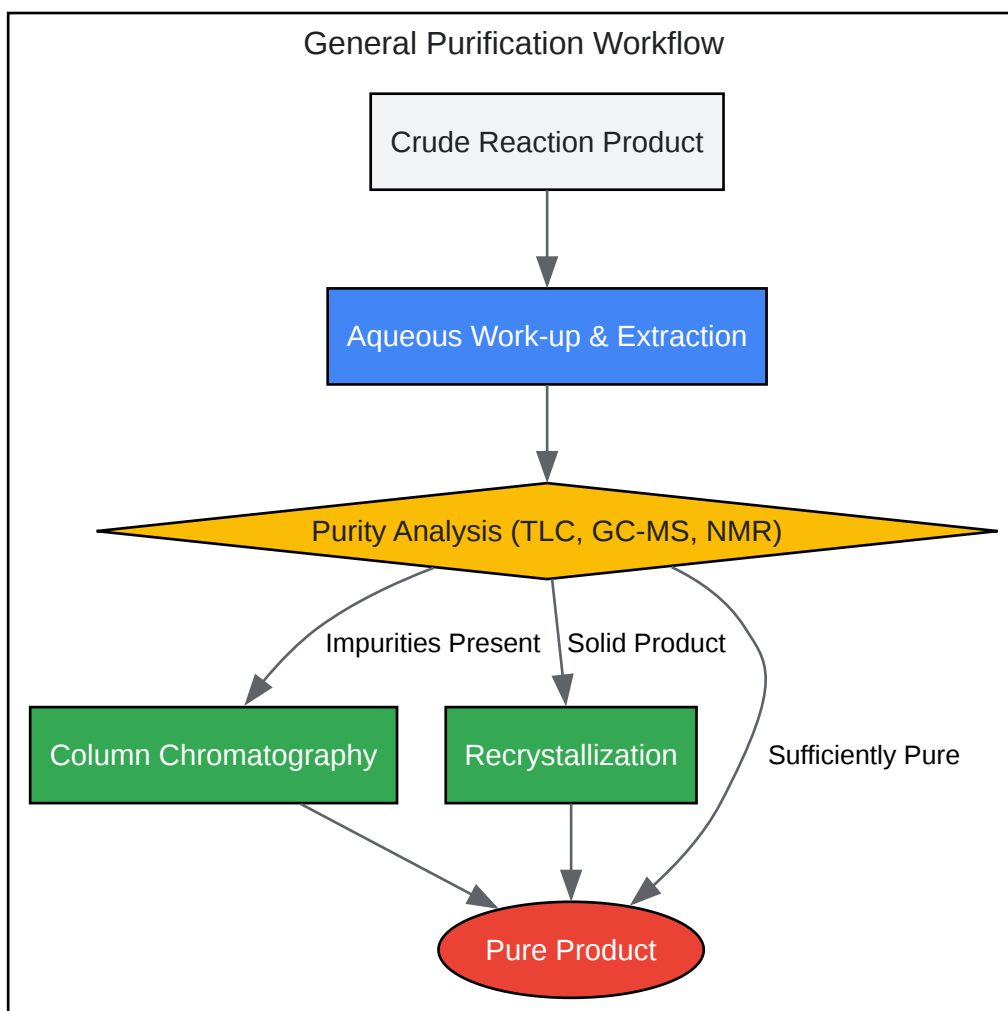 General Purification Workflow
Crude Reaction Product
Aqueous Work-up & Extraction
Purity Analysis (TLC, GC-MS, NMR)
Impurities Present
Solid Product
Sufficiently Pure
Column Chromatography
Recrystallization
Pure Product